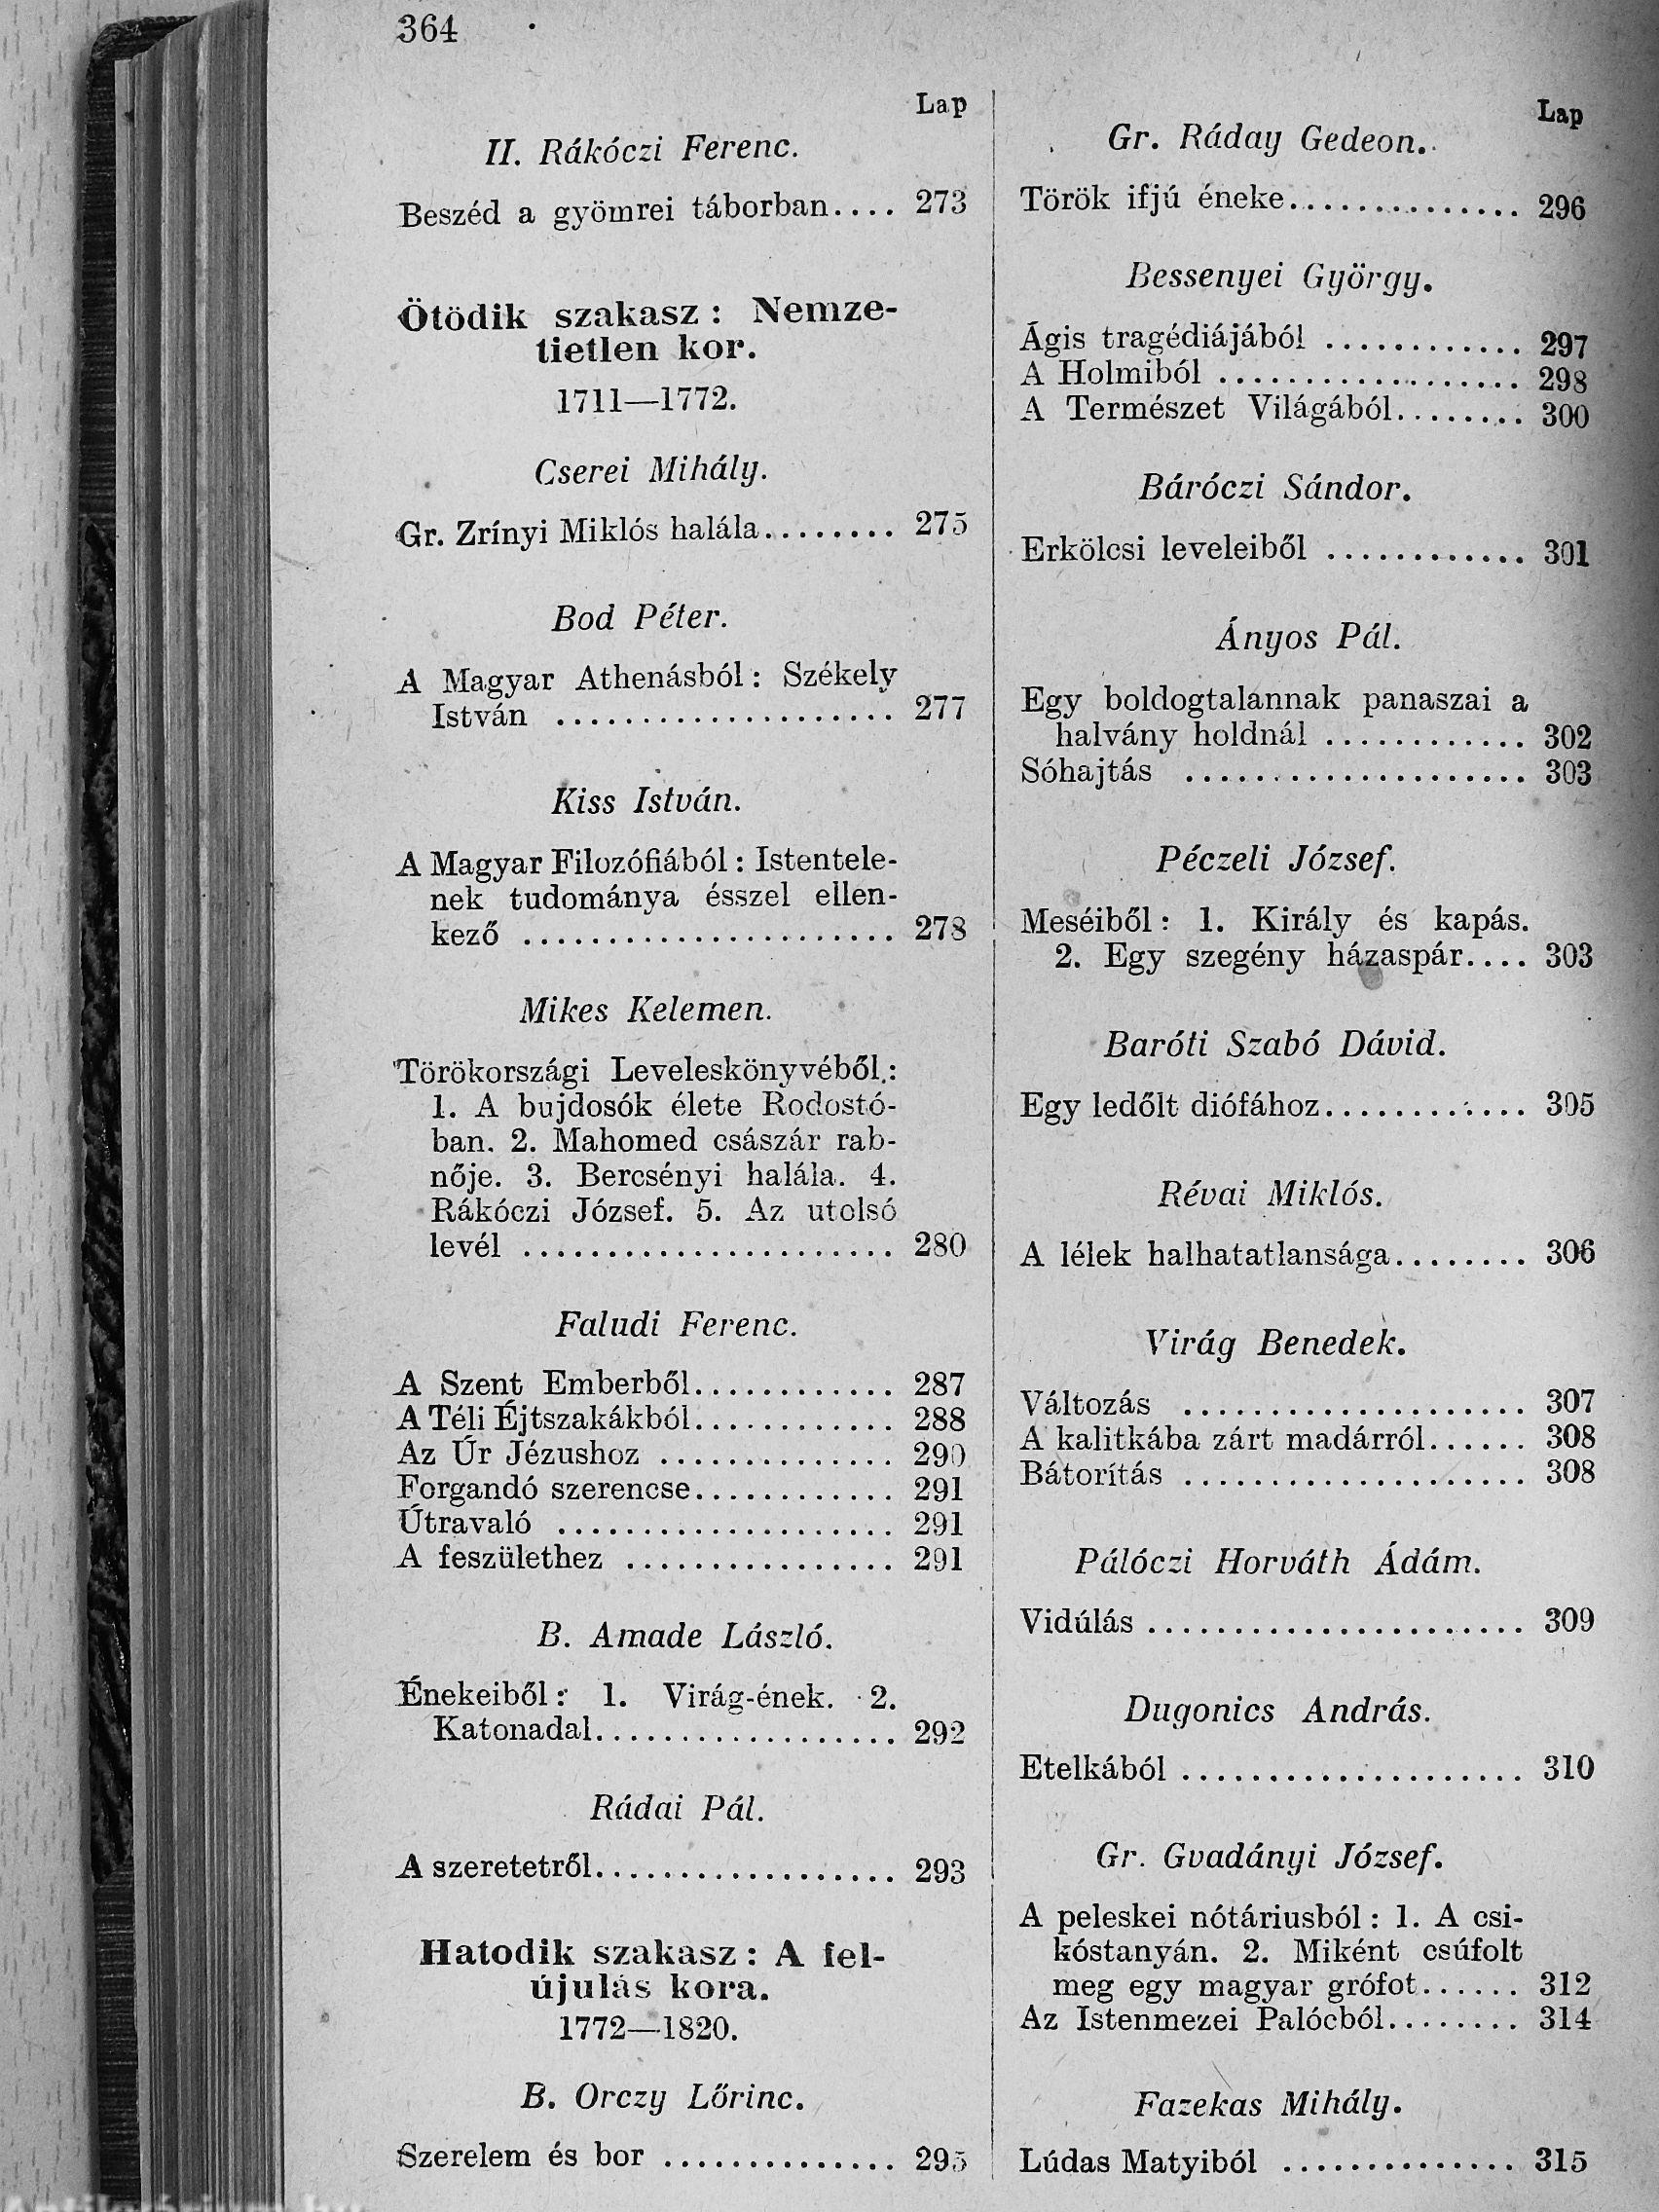 364
Lap
II. Rákóczi Ferenc.
Beszéd a gyömrei táborban.... 273
Ötödik szakasz: Nemze-
tietlen kor.
1711—1772.
Cserei Mihály.
Gr. Zrínyi Miklós halála........ 275
Bod Péter.
A Magyar Athenásból: Székely
István .................... 277
Kiss István.
A Magyar Filozófiából: Istentele-
nek tudománya ésszel ellen-
kező ...................... 278
Mikes Kelemen.
Törökországi Leveleskönyvéből:
1. A bujdosók élete Rodostó-
ban. 2. Mahomed császár rab-
nője. 3. Bercsényi halála. 4.
Rákóczi József. 5. Az utolsó
levél ...................... 280
Faludi Ferenc.
A Szent Emberből............ 287
A Téli Éjtszakákból............ 288
Az Úr Jézushoz .............. 290
Forgandó szerencse............ 291
Útravaló .................... 291
A feszülethez ................ 291
B. Amade László.
Énekeiből: 1. Virág-ének. 2.
Katonadal.................. 292
Rádai Pál.
A szeretetről.................. 293
Hatodik szakasz: A fel-
újulás kora.
1772—1820.
B. Orczy Lőrinc.
Szerelem és bor .............. 295
Lap
Gr. Ráday Gedeon.
Török ifjú éneke.............. 296
Bessenyei György.
Ágis tragédiájából ............ 297
A Holmiból .................. 298
A Természet Világából........ 300
Báróczi Sándor.
Erkölcsi leveleiből ............ 301
Ányos Pál.
Egy boldogtalannak panaszai a
halvány holdnál ............ 302
Sóhajtás .................... 303
Péczeli József.
Meséiből: 1. Király és kapás.
2. Egy szegény házaspár.... 303
Baróti Szabó Dávid.
Egy ledőlt diófához............ 305
Révai Miklós.
A lélek halhatatlansága........ 306
Virág Benedek.
Változás .................... 307
A kalitkába zárt madárról...... 308
Bátorítás .................... 308
Pálóczi Horváth Ádám.
Vidúlás ...................... 309
Dugonics András.
Etelkából .................... 310
Gr. Gvadányi József.
A peleskei nótáriusból: 1. A csi-
kóstanyán. 2. Miként csúfolt
meg egy magyar grófot...... 312
Az Istenmezei Palócból........ 314
Fazekas Mihály.
Lúdas Matyiból .............. 315